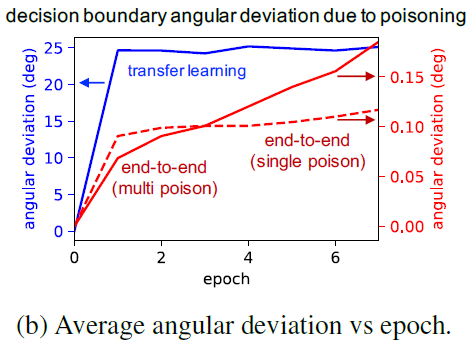 decision boundary angular deviation due to poisoning
angular deviation (deg)
25
20
15
10
5
0
transfer learning
end-to-end
(multi poison)
end-to-end
(single poison)
0.15
0.10
0.05
0.00
angular deviation (deg)
0 2 4 6
epoch
(b) Average angular deviation vs epoch.